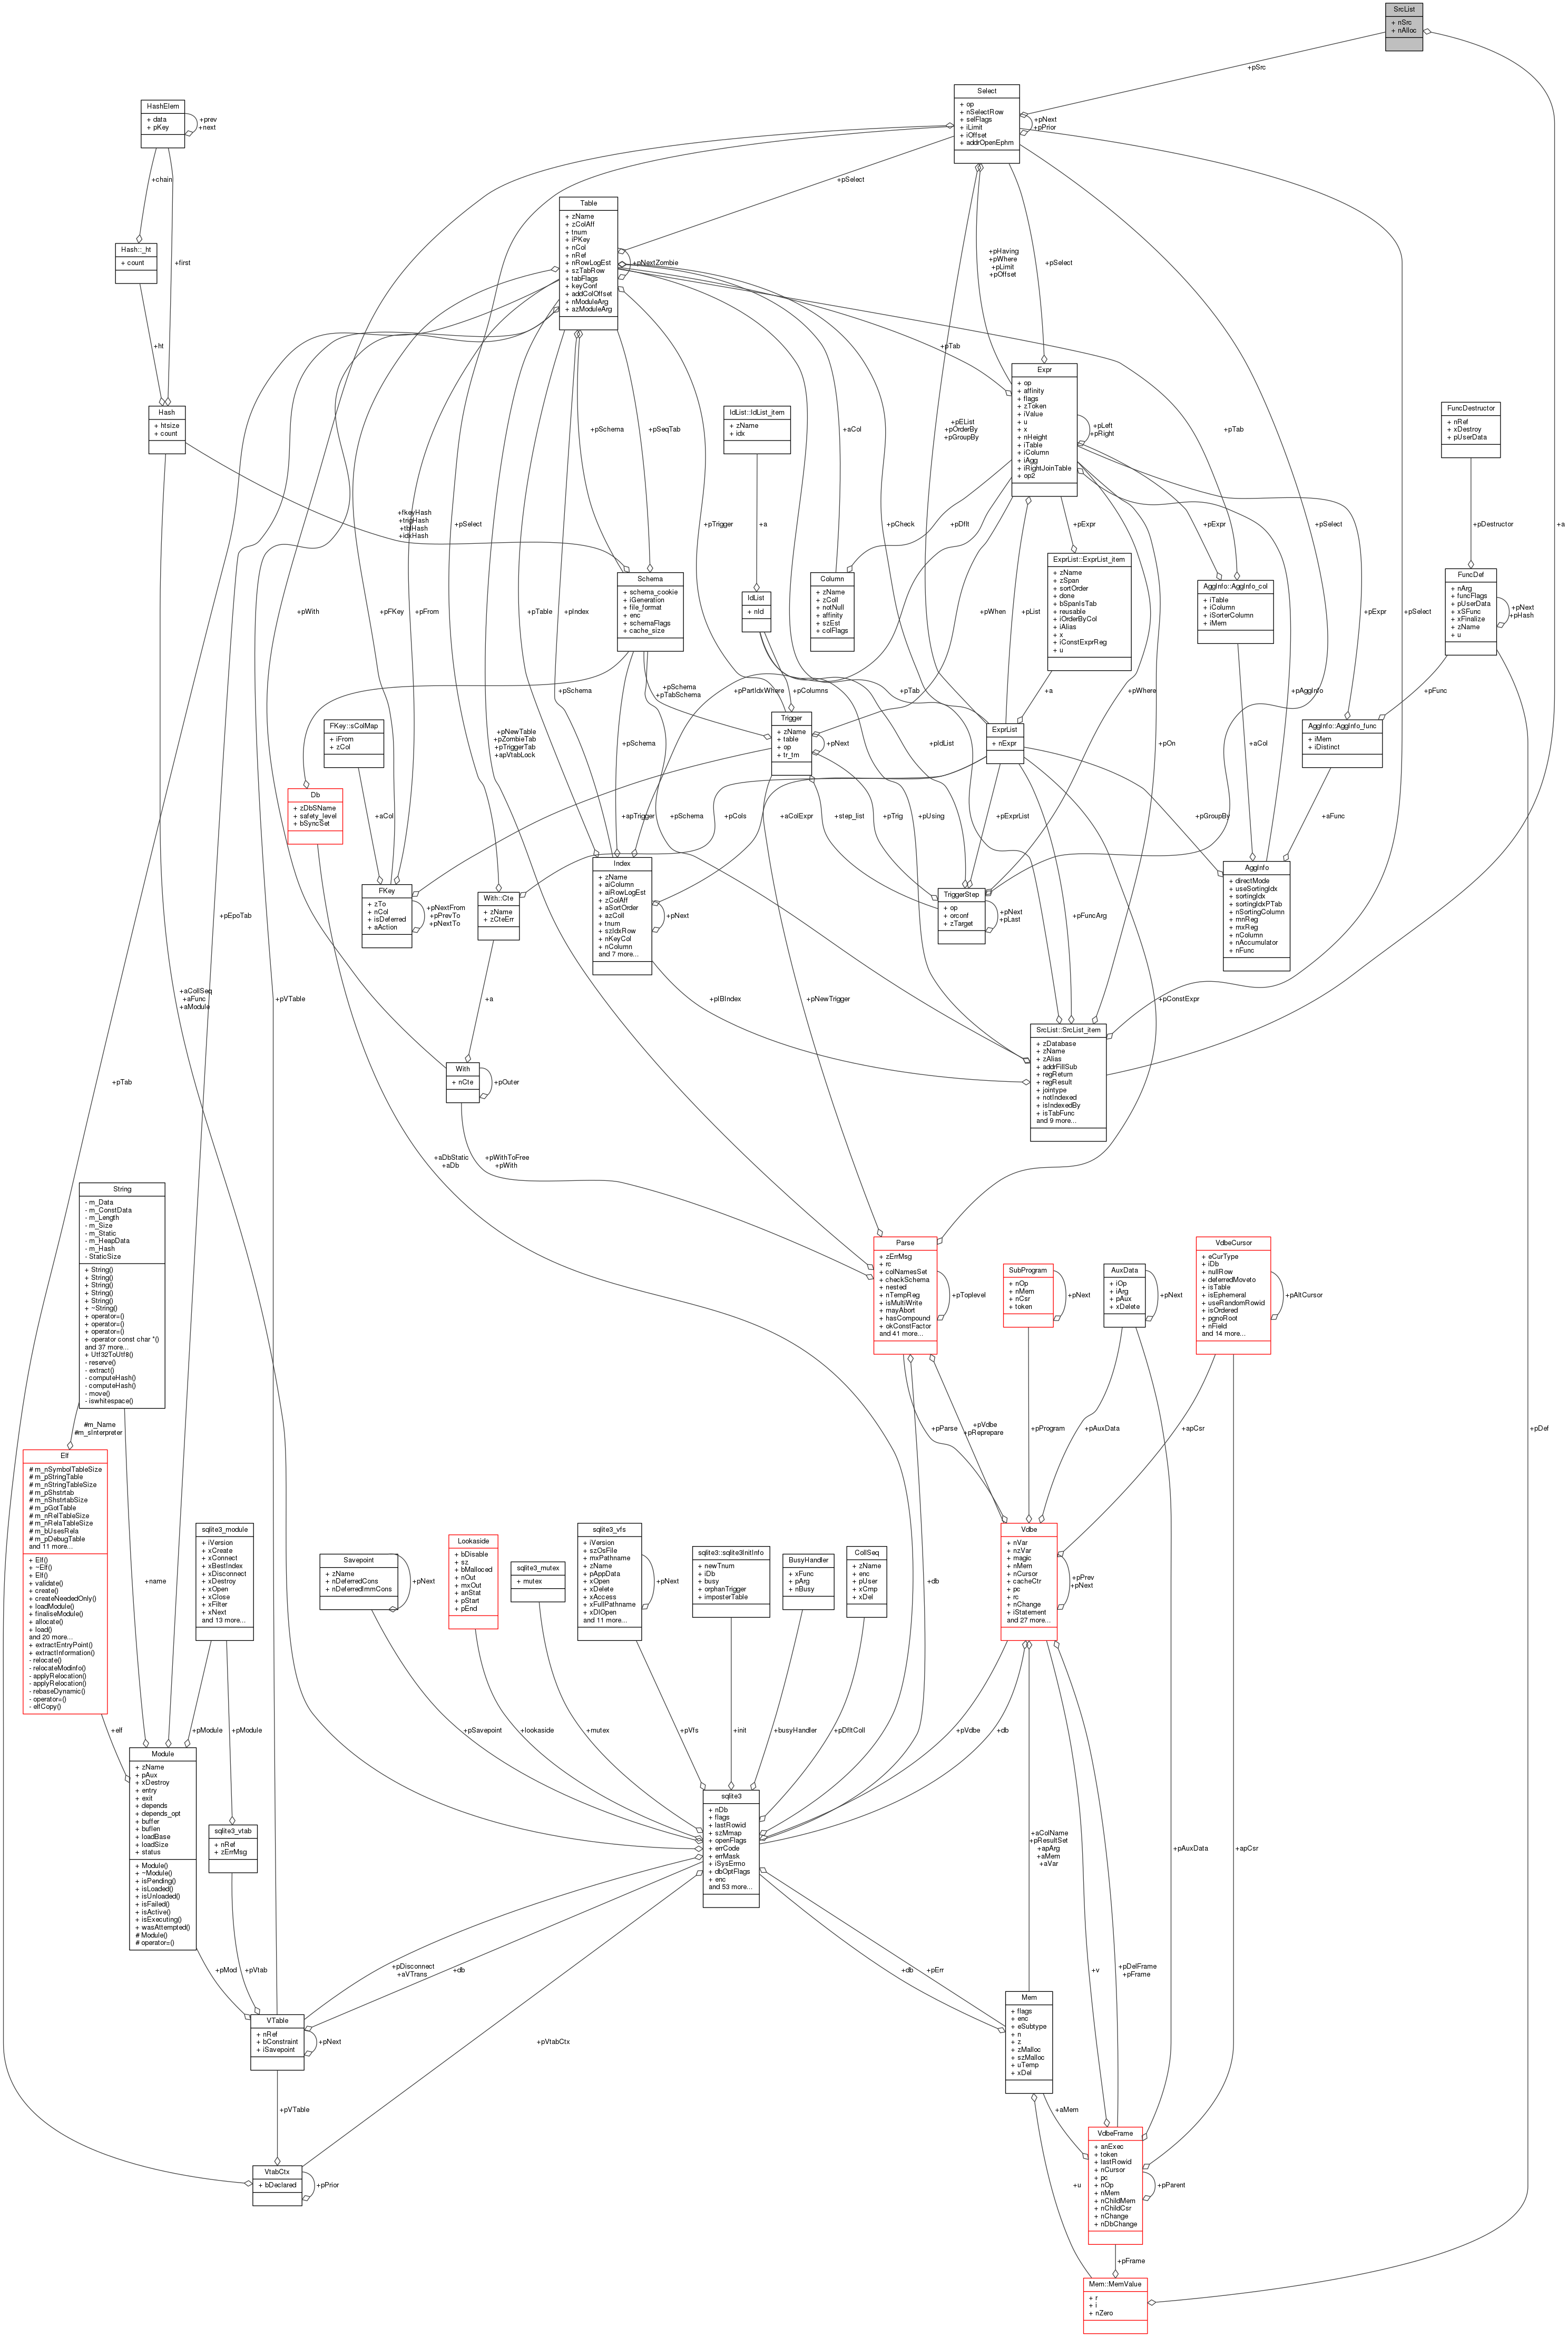 SrcList
+ nSrc
+ nAlloc
+pSrc
Select
+ op
+ nSelectRow
+ selFlags
+ iLimit
+ iOffset
+ addrOpenEphm
+pNext
+pPrior
HashElem
+ data
+ pKey
+prev
+next
+chain
+first
Hash::_ht
+ count
+ht
Hash
+ htsize
+ count
Table
+ zName
+ zColAff
+ tnum
+ iPKey
+ nCol
+ nRef
+ nRowLogEst
+ szTabRow
+ tabFlags
+ keyConf
+ addColOffset
+ nModuleArg
+ azModuleArg
+pNextZombie
+pSelect
+pHaving
+pWhere
+pLimit
+pOffset
+pSelect
+pTab
Expr
+ op
+ affinity
+ flags
+ zToken
+ iValue
+ u
+ x
+ nHeight
+ iTable
+ iColumn
+ iAgg
+ iRightJoinTable
+ op2
+pLeft
+pRight
IdList::IdList_item
+ zName
+ idx
FuncDestructor
+ nRef
+ xDestroy
+ pUserData
+pSchema
+pSeqTab
+aCol
+pEList
+pOrderBy
+pGroupBy
+pTab
+fkeyHash
+trigHash
+tblHash
+idxHash
+pSelect
+pTrigger
+a
+pCheck
+pDflt
+pExpr
+pExpr
+pSelect
+pDestructor
+a
Schema
+ schema_cookie
+ iGeneration
+ file_format
+ enc
+ schemaFlags
+ cache_size
IdList
+ nId
Column
+ zName
+ zColl
+ notNull
+ affinity
+ szEst
+ colFlags
ExprList::ExprList_item
+ zName
+ zSpan
+ sortOrder
+ done
+ bSpanIsTab
+ reusable
+ iOrderByCol
+ iAlias
+ x
+ iConstExprReg
+ u
AggInfo::AggInfo_col
+ iTable
+ iColumn
+ iSorterColumn
+ iMem
FuncDef
+ nArg
+ funcFlags
+ pUserData
+ xSFunc
+ xFinalize
+ zName
+ u
+pNext
+pHash
+pWith
+pFKey
+pFrom
+pTable
+pIndex
+pWhen
+pList
+pExpr
+pSelect
+pSchema
+pSchema
+pTabSchema
+pPartIdxWhere
+pColumns
+pTab
+a
+pWhere
+pAggInfo
+pFunc
FKey::sColMap
+ iFrom
+ zCol
+pNewTable
+pZombieTab
+pTriggerTab
+apVtabLock
+pSchema
Trigger
+ zName
+ table
+ op
+ tr_tm
+pNext
+pIdList
ExprList
+ nExpr
+pOn
+aCol
AggInfo::AggInfo_func
+ iMem
+ iDistinct
Db
+ zDbSName
+ safety_level
+ bSyncSet
+aCol
+apTrigger
+pCols
+pSchema
+aColExpr
+step_list
+pTrig
+pUsing
+pExprList
+pGroupBy
+aFunc
FKey
+ zTo
+ nCol
+ isDeferred
+ aAction
+pNextFrom
+pPrevTo
+pNextTo
With::Cte
+ zName
+ zCteErr
Index
+ zName
+ aiColumn
+ aiRowLogEst
+ zColAff
+ aSortOrder
+ azColl
+ tnum
+ szIdxRow
+ nKeyCol
+ nColumn
and 7 more...
+pNext
TriggerStep
+ op
+ orconf
+ zTarget
+pNext
+pLast
+pFuncArg
AggInfo
+ directMode
+ useSortingIdx
+ sortingIdx
+ sortingIdxPTab
+ nSortingColumn
+ mnReg
+ mxReg
+ nColumn
+ nAccumulator
+ nFunc
+pEpoTab
+aCollSeq
+aFunc
+aModule
+pVTable
+a
+pIBIndex
+pNewTrigger
+pConstExpr
SrcList::SrcList_item
+ zDatabase
+ zName
+ zAlias
+ addrFillSub
+ regReturn
+ regResult
+ jointype
+ notIndexed
+ isIndexedBy
+ isTabFunc
and 9 more...
With
+ nCte
+pOuter
+pTab
+aDbStatic
+aDb
+pWithToFree
+pWith
String
- m_Data
- m_ConstData
- m_Length
- m_Size
- m_Static
- m_HeapData
- m_Hash
- StaticSize
+ String()
+ String()
+ String()
+ String()
+ String()
+ ~String()
+ operator=()
+ operator=()
+ operator=()
+ operator const char *()
and 37 more...
+ Utf32ToUtf8()
- reserve()
- extract()
- computeHash()
- computeHash()
- move()
- iswhitespace()
Parse
+ zErrMsg
+ rc
+ colNamesSet
+ checkSchema
+ nested
+ nTempReg
+ isMultiWrite
+ mayAbort
+ hasCompound
+ okConstFactor
and 41 more...
+pToplevel
SubProgram
+ nOp
+ nMem
+ nCsr
+ token
+pNext
AuxData
+ iOp
+ iArg
+ pAux
+ xDelete
+pNext
VdbeCursor
+ eCurType
+ iDb
+ nullRow
+ deferredMoveto
+ isTable
+ isEphemeral
+ useRandomRowid
+ isOrdered
+ pgnoRoot
+ nField
and 14 more...
+pAltCursor
#m_Name
#m_sInterpreter
+pParse
+pVdbe
+pReprepare
+pProgram
+pAuxData
+apCsr
+pDef
Elf
# m_nSymbolTableSize
# m_pStringTable
# m_nStringTableSize
# m_pShstrtab
# m_nShstrtabSize
# m_pGotTable
# m_nRelTableSize
# m_nRelaTableSize
# m_bUsesRela
# m_pDebugTable
and 11 more...
+ Elf()
+ ~Elf()
+ Elf()
+ validate()
+ create()
+ createNeededOnly()
+ loadModule()
+ finaliseModule()
+ allocate()
+ load()
and 20 more...
+ extractEntryPoint()
+ extractInformation()
- relocate()
- relocateModinfo()
- applyRelocation()
- applyRelocation()
- rebaseDynamic()
- operator=()
- elfCopy()
+name
sqlite3_module
+ iVersion
+ xCreate
+ xConnect
+ xBestIndex
+ xDisconnect
+ xDestroy
+ xOpen
+ xClose
+ xFilter
+ xNext
and 13 more...
Savepoint
+ zName
+ nDeferredCons
+ nDeferredImmCons
+pNext
Lookaside
+ bDisable
+ sz
+ bMalloced
+ nOut
+ mxOut
+ anStat
+ pStart
+ pEnd
sqlite3_mutex
+ mutex
sqlite3_vfs
+ iVersion
+ szOsFile
+ mxPathname
+ zName
+ pAppData
+ xOpen
+ xDelete
+ xAccess
+ xFullPathname
+ xDlOpen
and 11 more...
+pNext
sqlite3::sqlite3InitInfo
+ newTnum
+ iDb
+ busy
+ orphanTrigger
+ imposterTable
BusyHandler
+ xFunc
+ pArg
+ nBusy
CollSeq
+ zName
+ enc
+ pUser
+ xCmp
+ xDel
+db
Vdbe
+ nVar
+ nzVar
+ magic
+ nMem
+ nCursor
+ cacheCtr
+ pc
+ rc
+ nChange
+ iStatement
and 27 more...
+pPrev
+pNext
+elf
+pModule
+pModule
+pSavepoint
+lookaside
+mutex
+pVfs
+init
+busyHandler
+pDfltColl
+pVdbe
+db
Module
+ zName
+ pAux
+ xDestroy
+ entry
+ exit
+ depends
+ depends_opt
+ buffer
+ buflen
+ loadBase
+ loadSize
+ status
+ Module()
+ ~Module()
+ isPending()
+ isLoaded()
+ isUnloaded()
+ isFailed()
+ isActive()
+ isExecuting()
+ wasAttempted()
# Module()
# operator=()
sqlite3_vtab
+ nRef
+ zErrMsg
sqlite3
+ nDb
+ flags
+ lastRowid
+ szMmap
+ openFlags
+ errCode
+ errMask
+ iSysErrno
+ dbOptFlags
+ enc
and 53 more...
+aColName
+pResultSet
+apArg
+aMem
+aVar
+pAuxData
+apCsr
+pMod
+pVtab
+pDisconnect
+aVTrans
+db
+db
+pErr
+v
+pDelFrame
+pFrame
VTable
+ nRef
+ bConstraint
+ iSavepoint
+pNext
+pVtabCtx
Mem
+ flags
+ enc
+ eSubtype
+ n
+ z
+ zMalloc
+ szMalloc
+ uTemp
+ xDel
+pVTable
+aMem
VdbeFrame
+ anExec
+ token
+ lastRowid
+ nCursor
+ pc
+ nOp
+ nMem
+ nChildMem
+ nChildCsr
+ nChange
+ nDbChange
+pParent
VtabCtx
+ bDeclared
+pPrior
+u
+pFrame
Mem::MemValue
+ r
+ i
+ nZero